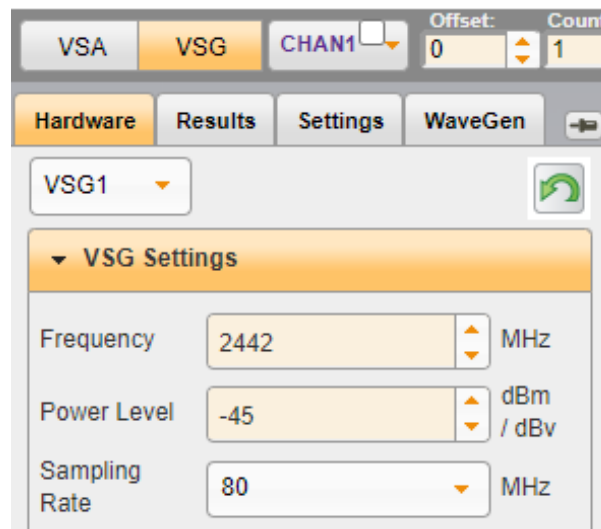 Offset: Coun
VSA VSG CHAN1 0 1
Hardware Results Settings WaveGen
VSG1
VSG Settings
Frequency 2442 MHz
Power Level -45 dBm
/ dBv
Sampling
Rate 80 MHz